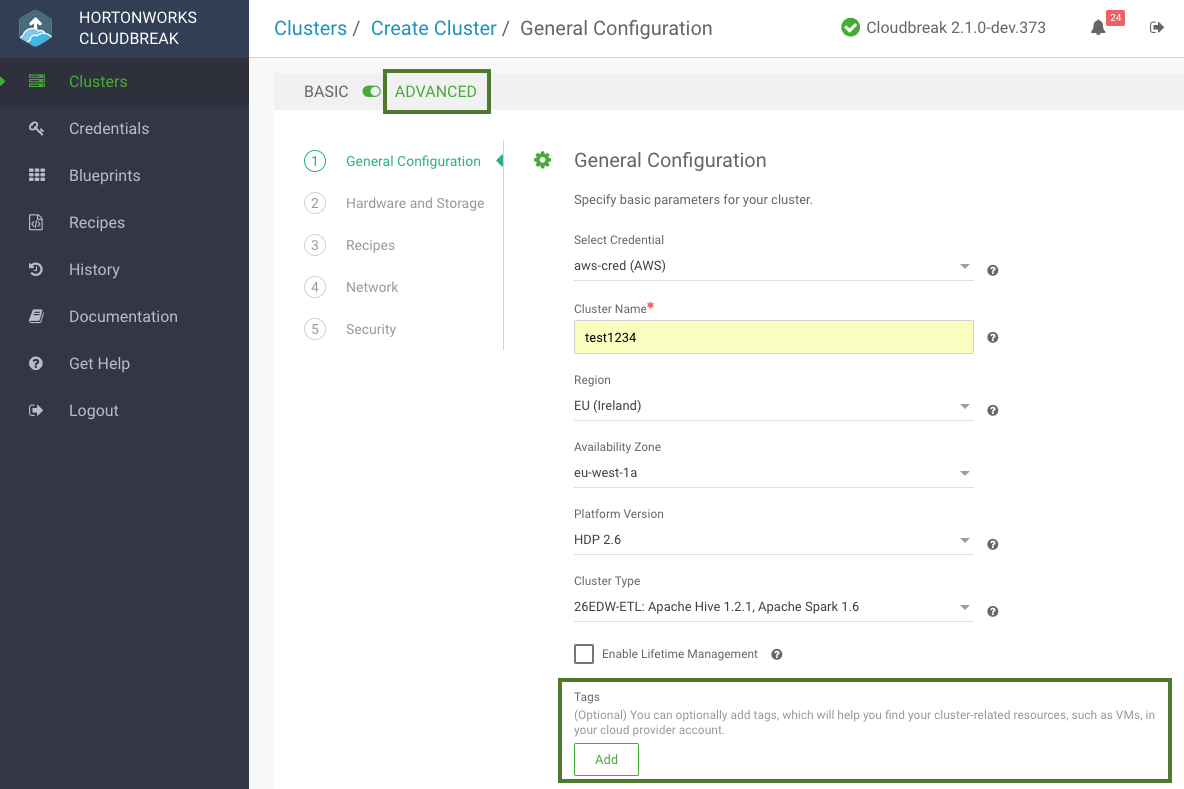 HORTONWORKS
CLOUDBREAK
Clusters / Create Cluster / General Configuration
Cloudbreak 2.1.0-dev.373
24
Clusters
Credentials
Blueprints
Recipes
History
Documentation
Get Help
Logout
BASIC ADVANCED
1 General Configuration
2 Hardware and Storage
3 Recipes
4 Network
5 Security
General Configuration
Specify basic parameters for your cluster.
Select Credential
aws-cred (AWS)
Cluster Name*
test1234
Region
EU (Ireland)
Availability Zone
eu-west-1a
Platform Version
HDP 2.6
Cluster Type
26EDW-ETL: Apache Hive 1.2.1, Apache Spark 1.6
Enable Lifetime Management
Tags
(Optional) You can optionally add tags, which will help you find your cluster-related resources, such as VMs, in
your cloud provider account.
Add